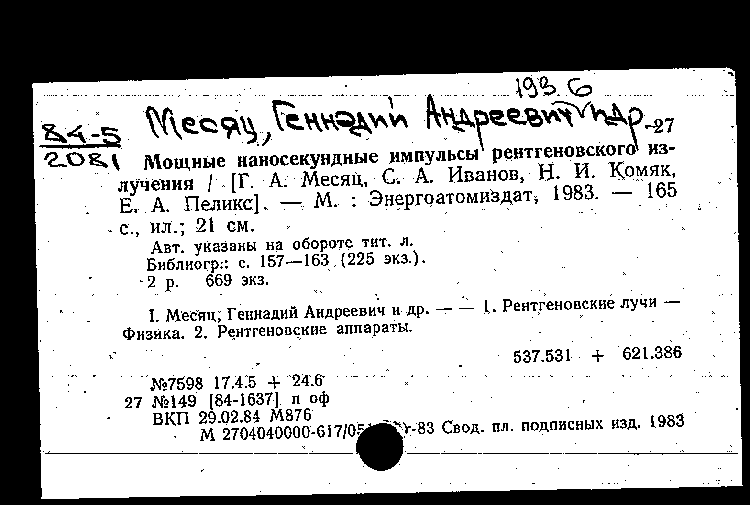 193 6
84-5
2081
Месяц, Геннадий Андреевич и др.
-27
Мощные наносекундные импульсы рентгеновского из-
лучения / [Г. А. Месяц, С. А. Иванов, Н. И. Комяк,
Е. А. Пеликс]. — М. : Энергоатомиздат, 1983. — 165
с., ил.; 21 см.
Авт. указаны на обороте тит. л.
Библиогр.: с. 157—163 (225 экз.).
2 р. 669 экз.
I. Месяц, Геннадий Андреевич и др. — — 1. Рентгеновские лучи —
Физика. 2. Рентгеновские аппараты.
537.531 + 621.386
№7598 17.4.5 + 24.6
27 №149 [84-1637] п оф
ВКП 29.02.84 М876
М 2704040000-617/05 -83 Свод. пл. подписных изд. 1983